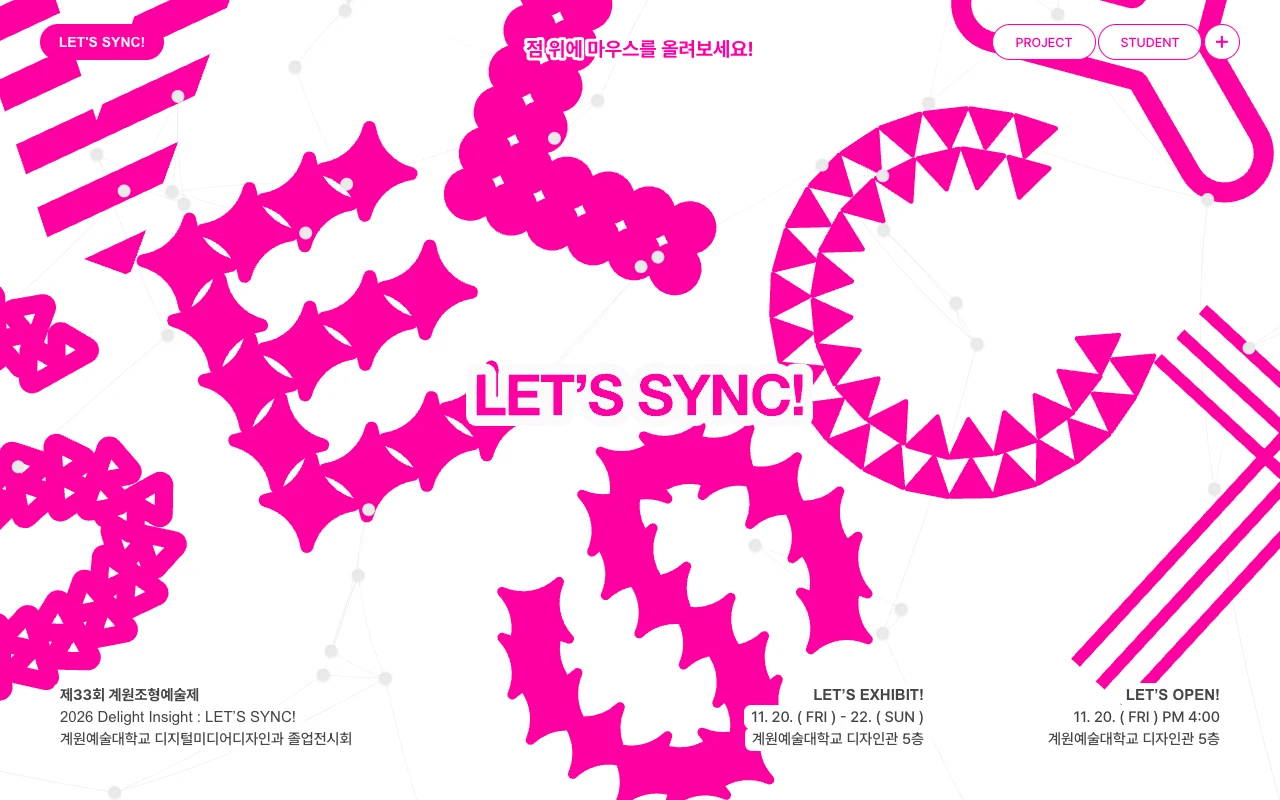 LET'S SYNC!
점 위에 마우스를 올려보세요!
PROJECT
STUDENT
+
LET'S SYNC!
제33회 계원조형예술제
2026 Delight Insight : LET'S SYNC!
계원예술대학교 디지털미디어디자인과 졸업전시회
LET'S EXHIBIT!
11. 20. ( FRI ) - 22. ( SUN )
계원예술대학교 디자인관 5층
LET'S OPEN!
11. 20. ( FRI ) PM 4:00
계원예술대학교 디자인관 5층